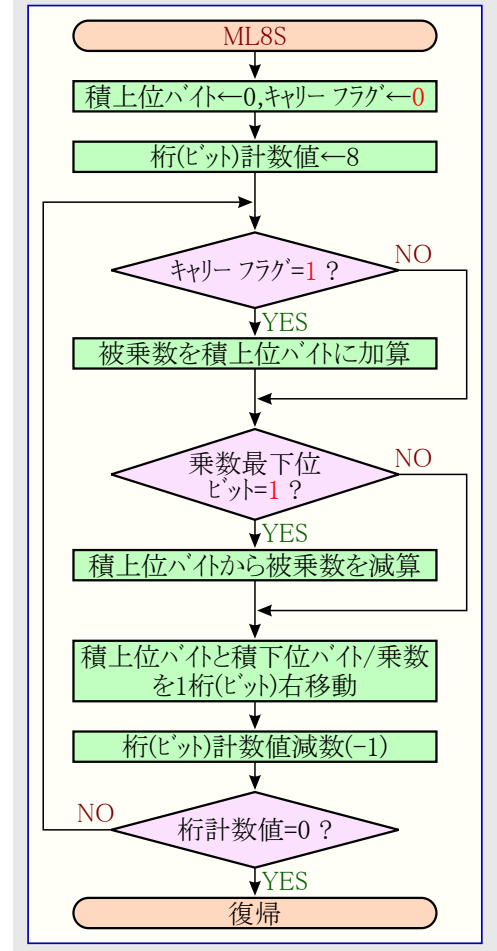 ML8S
積上位ﾊﾞｲﾄ←0,ｷｬﾘｰ ﾌﾗｸﾞ←0
桁(ﾋﾞｯﾄ)計数値←8
ｷｬﾘｰ ﾌﾗｸﾞ=1 ?
NO
YES
被乗数を積上位ﾊﾞｲﾄに加算
乗数最下位
ﾋﾞｯﾄ=1 ?
NO
YES
積上位ﾊﾞｲﾄから被乗数を減算
積上位ﾊﾞｲﾄと積下位ﾊﾞｲﾄ/乗数
を1桁(ﾋﾞｯﾄ)右移動
桁(ﾋﾞｯﾄ)計数値減数(-1)
NO
桁計数値=0 ?
YES
復帰